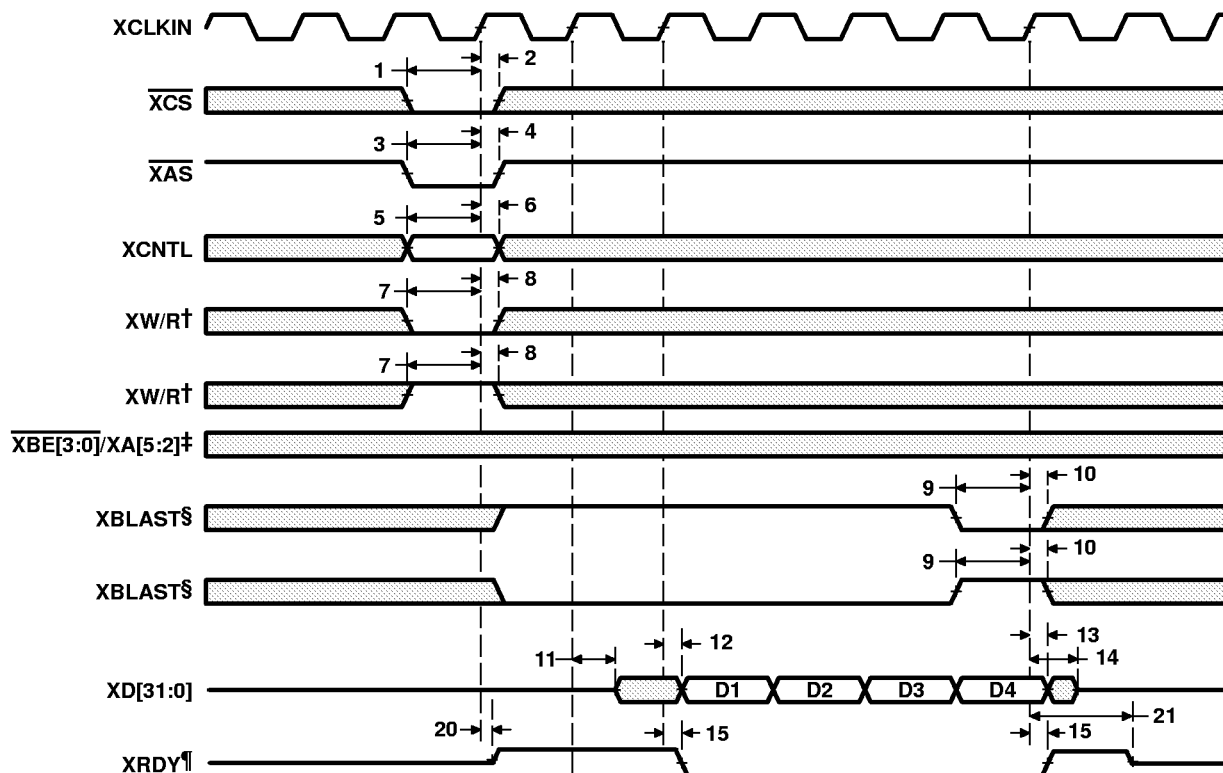 XCLKIN
1 2
XCS
3 4
XAS
5 6
XCNTL
7 8
XW/R†
7 8
XW/R†
XBE[3:0]/XA[5:2]‡
9 10
XBLAST§
9 10
XBLAST§
11 12 13
14
XD[31:0] D1 D2 D3 D4
20 15 15 21
XRDY¶